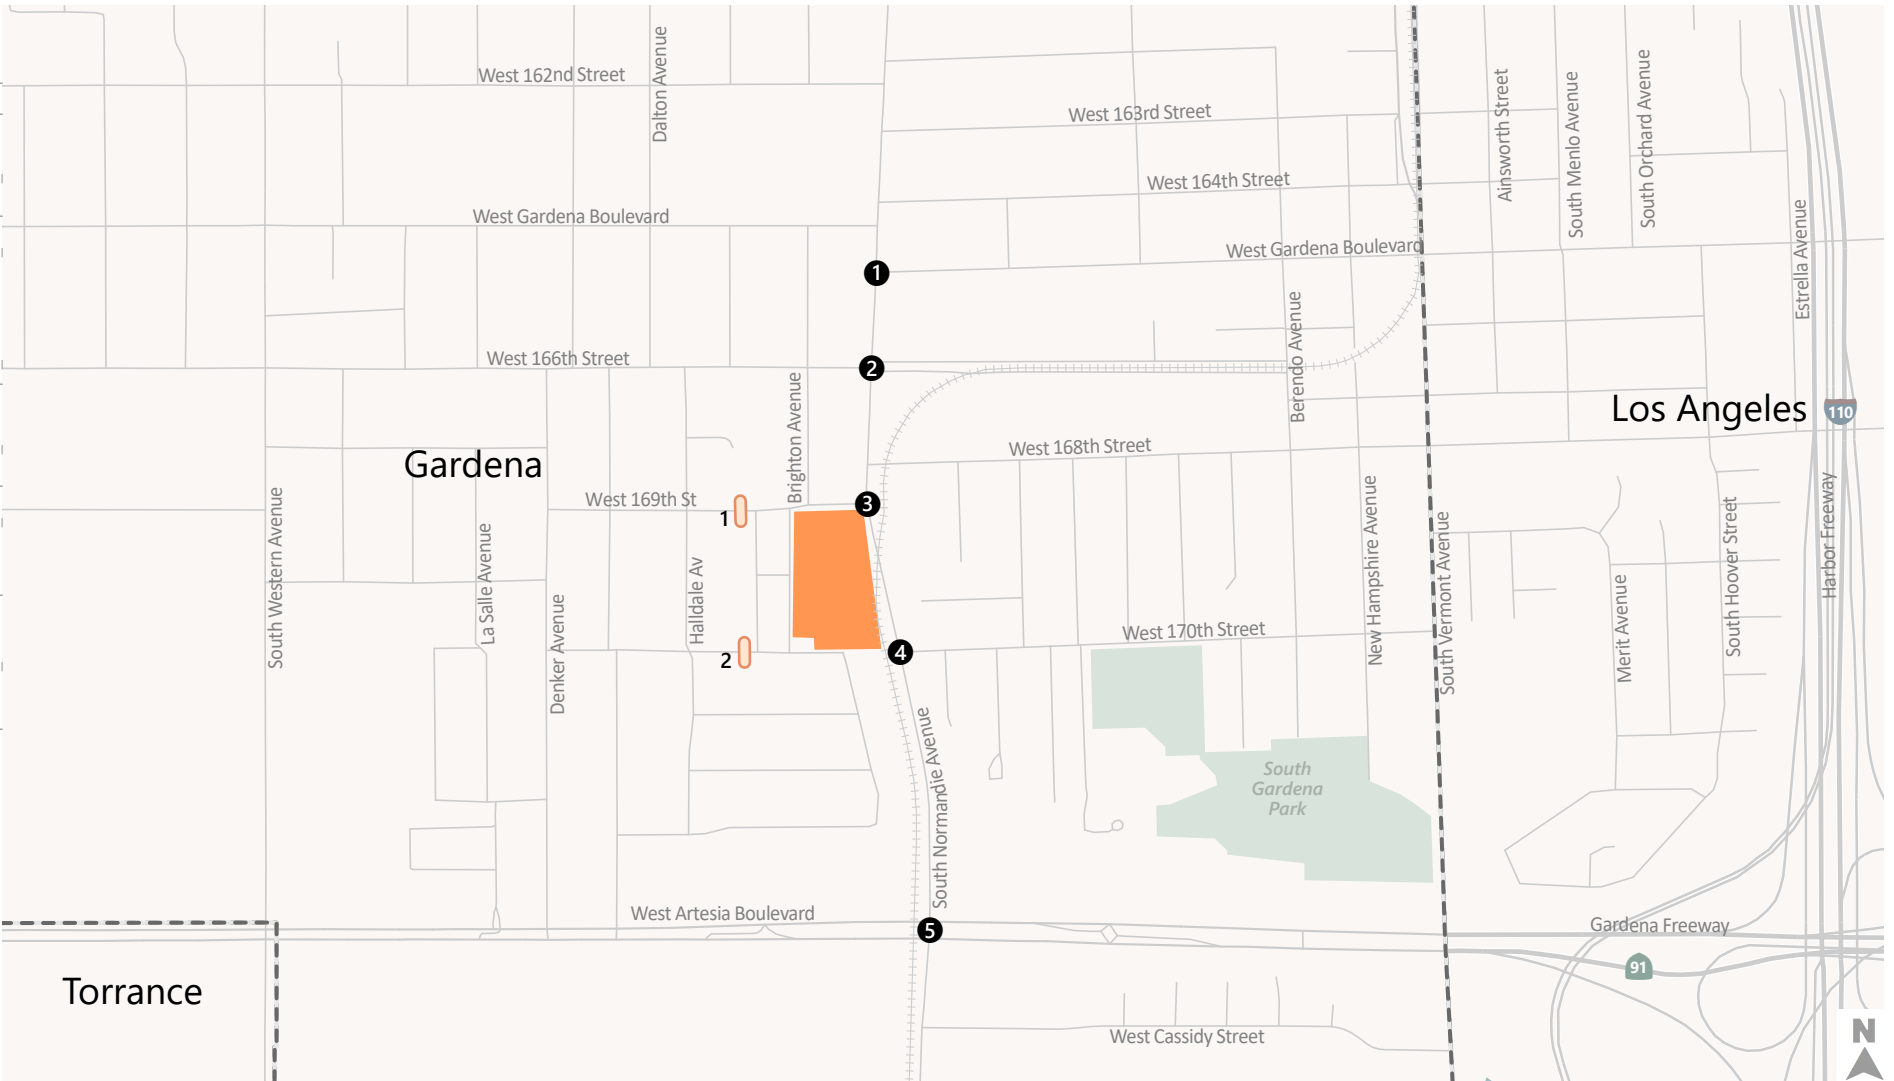 West 162nd Street
Dalton Avenue
West 163rd Street
Ainsworth Street
South Menlo Avenue
South Orchard Avenue
West 164th Street
West Gardena Boulevard
West Gardena Boulevard
Estrella Avenue
1
West 166th Street
2
Brighton Avenue
Berendo Avenue
Los Angeles
110
Gardena
West 168th Street
West 169th St
1
3
South Western Avenue
La Salle Avenue
Denker Avenue
Halldale Av
New Hampshire Avenue
South Vermont Avenue
Merit Avenue
South Hoover Street
Harbor Freeway
2
4
West 170th Street
South Normandie Avenue
South
Gardena
Park
West Artesia Boulevard
5
Gardena Freeway
91
Torrance
West Cassidy Street
N